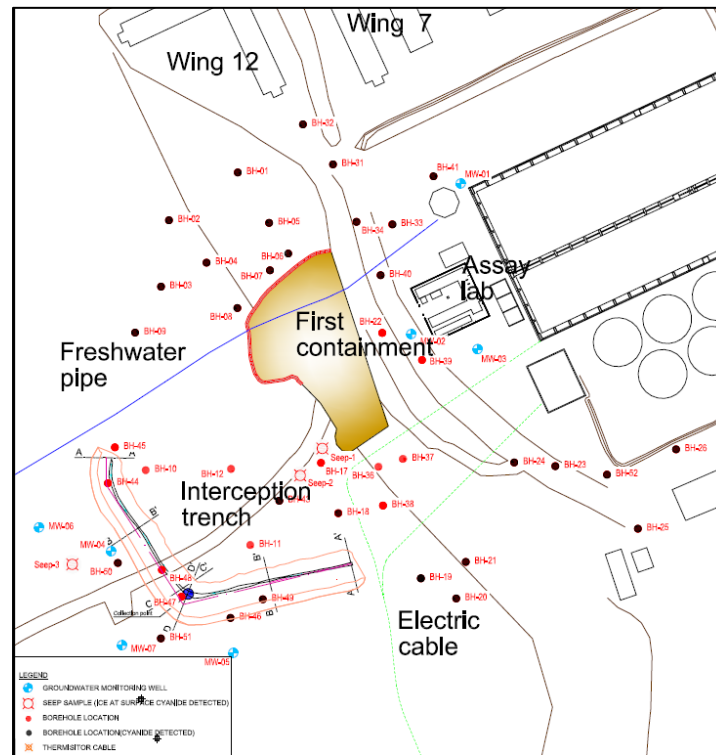 Wing 7
Wing 12
BH-32
BH-31
BH-01
BH-41
MW-01
BH-02
BH-05
BH-34
BH-33
BH-06
BH-04
BH-07
BH-40
Assay
lab
BH-03
BH-08
First
containment
BH-22
MW-02
BH-09
MW-03
BH-39
Freshwater
pipe
BH-45
A
Seep-1
BH-26
BH-37
BH-10
BH-12
BH-17
BH-36
BH-24
BH-23
BH-52
BH-44
Seep-2
Interception
trench
BH-38
BH-18
B'
MW-06
BH-25
MW-04
BH-11
A'
Seep-3
B'
BH-21
BH-48
D'
C'
BH-19
BH-47
C
BH-49
BH-20
A
Collection point
B
BH-46
Electric
cable
D
BH-51
MW-07
MW-05
LEGEND
GROUNDWATER MONITORING WELL
SEEP SAMPLE (ICE AT SURFACE CYANIDE DETECTED)
BOREHOLE LOCATION
BOREHOLE LOCATION(CYANIDE DETECTED)
THERMISITOR CABLE